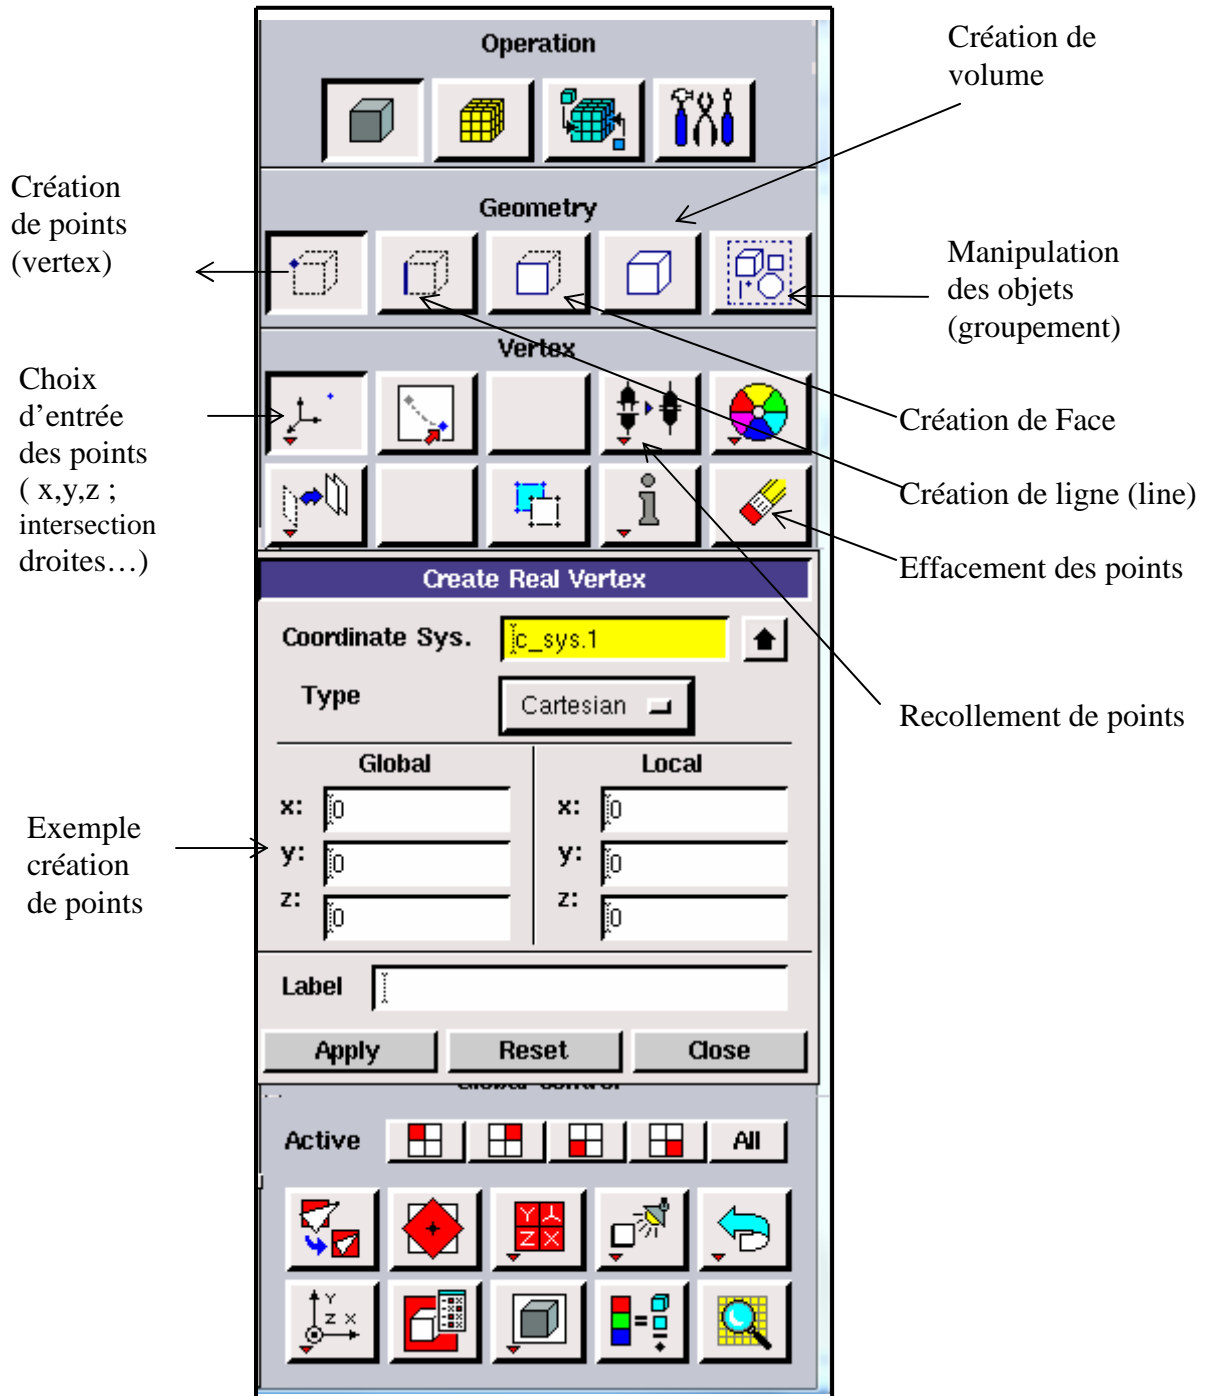 Operation
Création de
volume
Création
de points
(vertex)
Geometry
Manipulation
des objets
(groupement)
Vertex
Choix
d’entrée
des points
( x,y,z ;
intersection
droites…)
Création de Face
Création de ligne (line)
Effacement des points
Create Real Vertex
Coordinate Sys.
c_sys.1
Type
Cartesian
Recollement de points
Global
Local
x:
0
x:
0
Exemple
création
de points
y:
0
y:
0
z:
0
z:
0
Label
Apply
Reset
Close
Global Control
Active
All
Y
Z X
Y
Z X